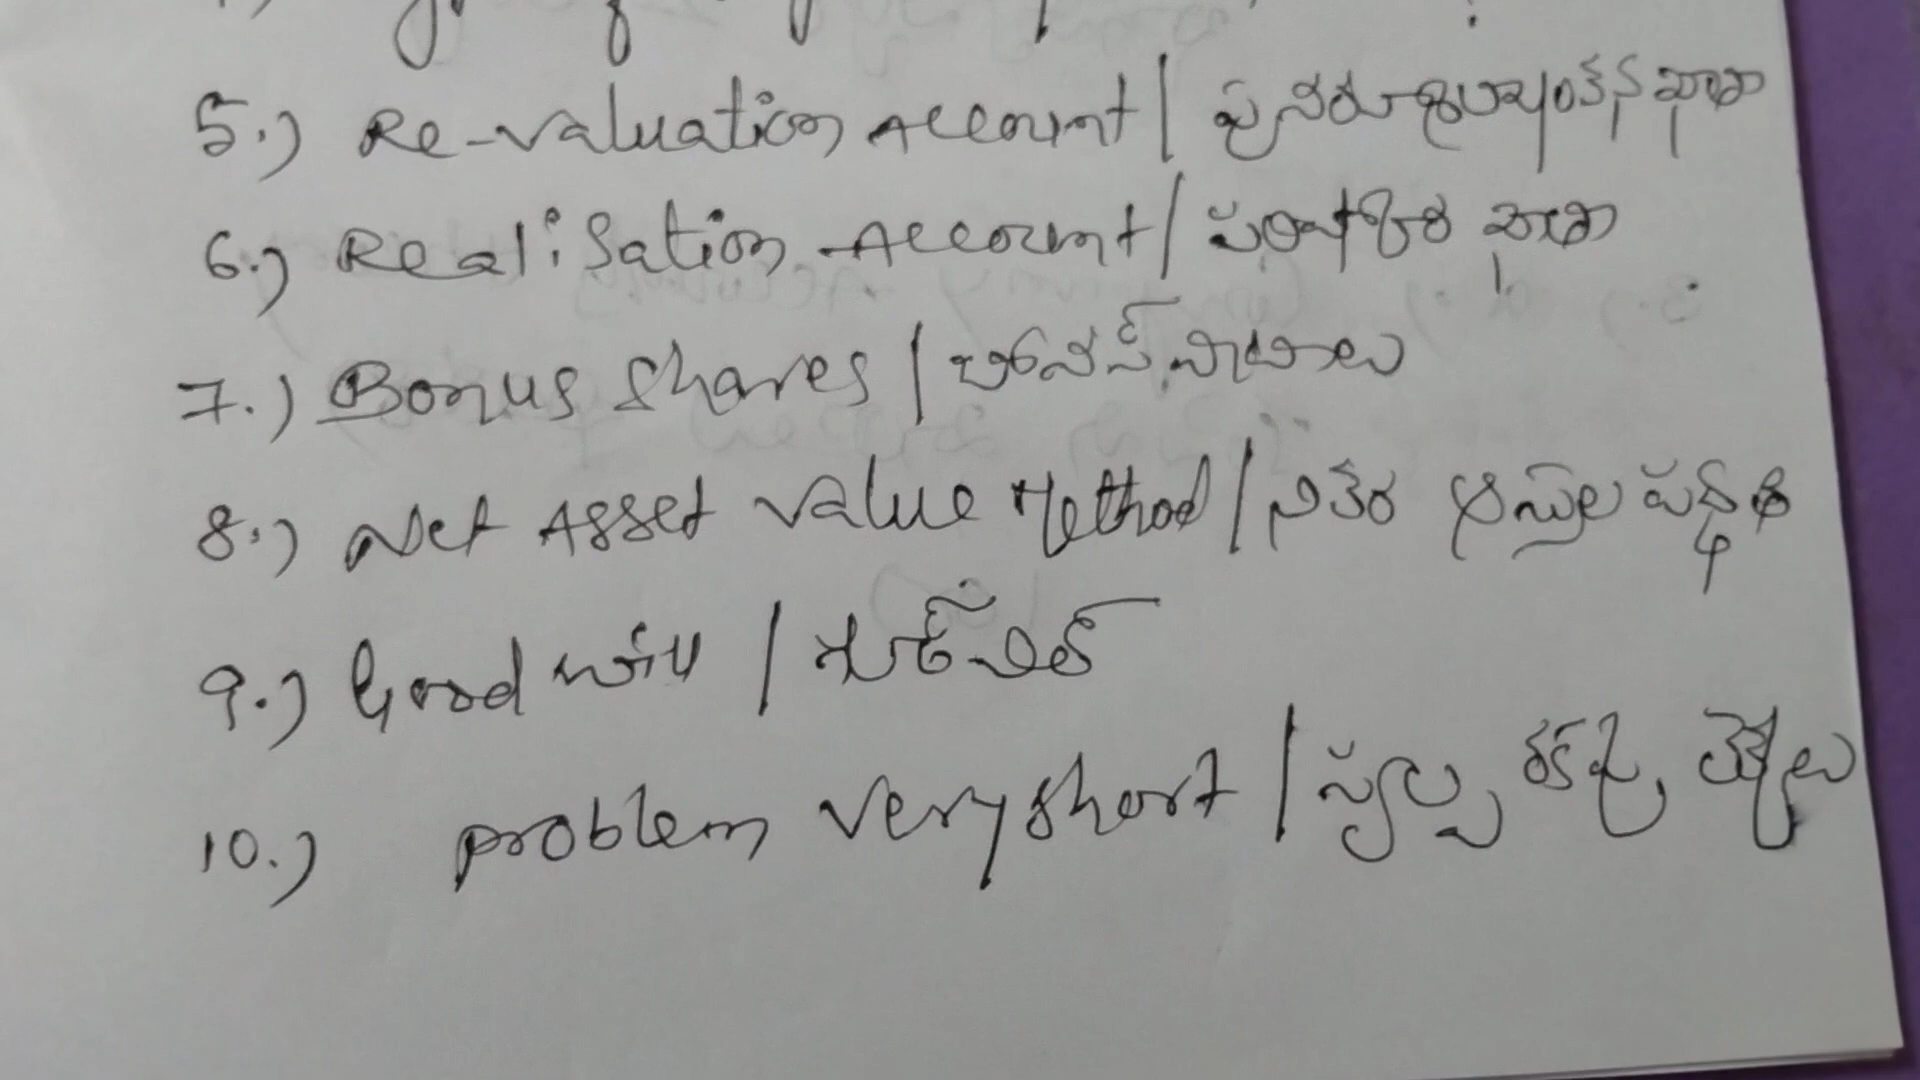 5.) Re-valuation Account / పునర్మూల్యాంకన ఖాతా
6.) Realisation Account / ఖాతా
7.) Bonus Shares / బోనస్ వాటాలు
8.) Net Asset Value Method / నికర ఆస్తుల పద్ధతి
9.) Good will / గుడ్‌విల్
10.) problem very short / స్వల్ప లెక్కలు